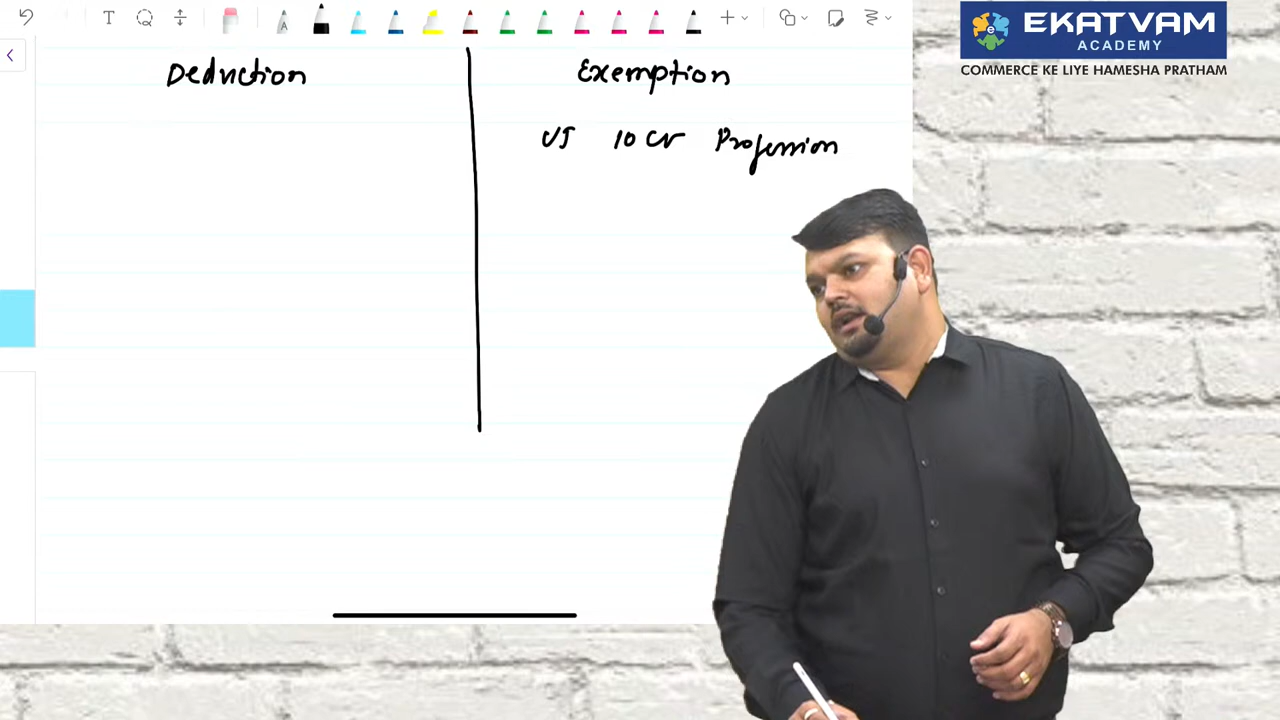 EKATVAM
ACADEMY
COMMERCE KE LIYE HAMESHA PRATHAM
Deduction
Exemption
10 Cr Profession